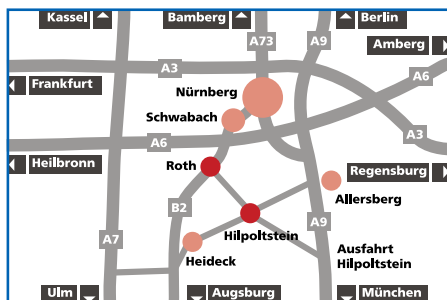 Kassel
Bamberg
Berlin
A73
A9
Amberg
A3
A6
Frankfurt
Nürnberg
Schwabach
A3
A6
Heilbronn
Roth
Regensburg
Allersberg
B2
A9
Hilpoltstein
A7
Ausfahrt
Hilpoltstein
Heideck
Ulm
Augsburg
München